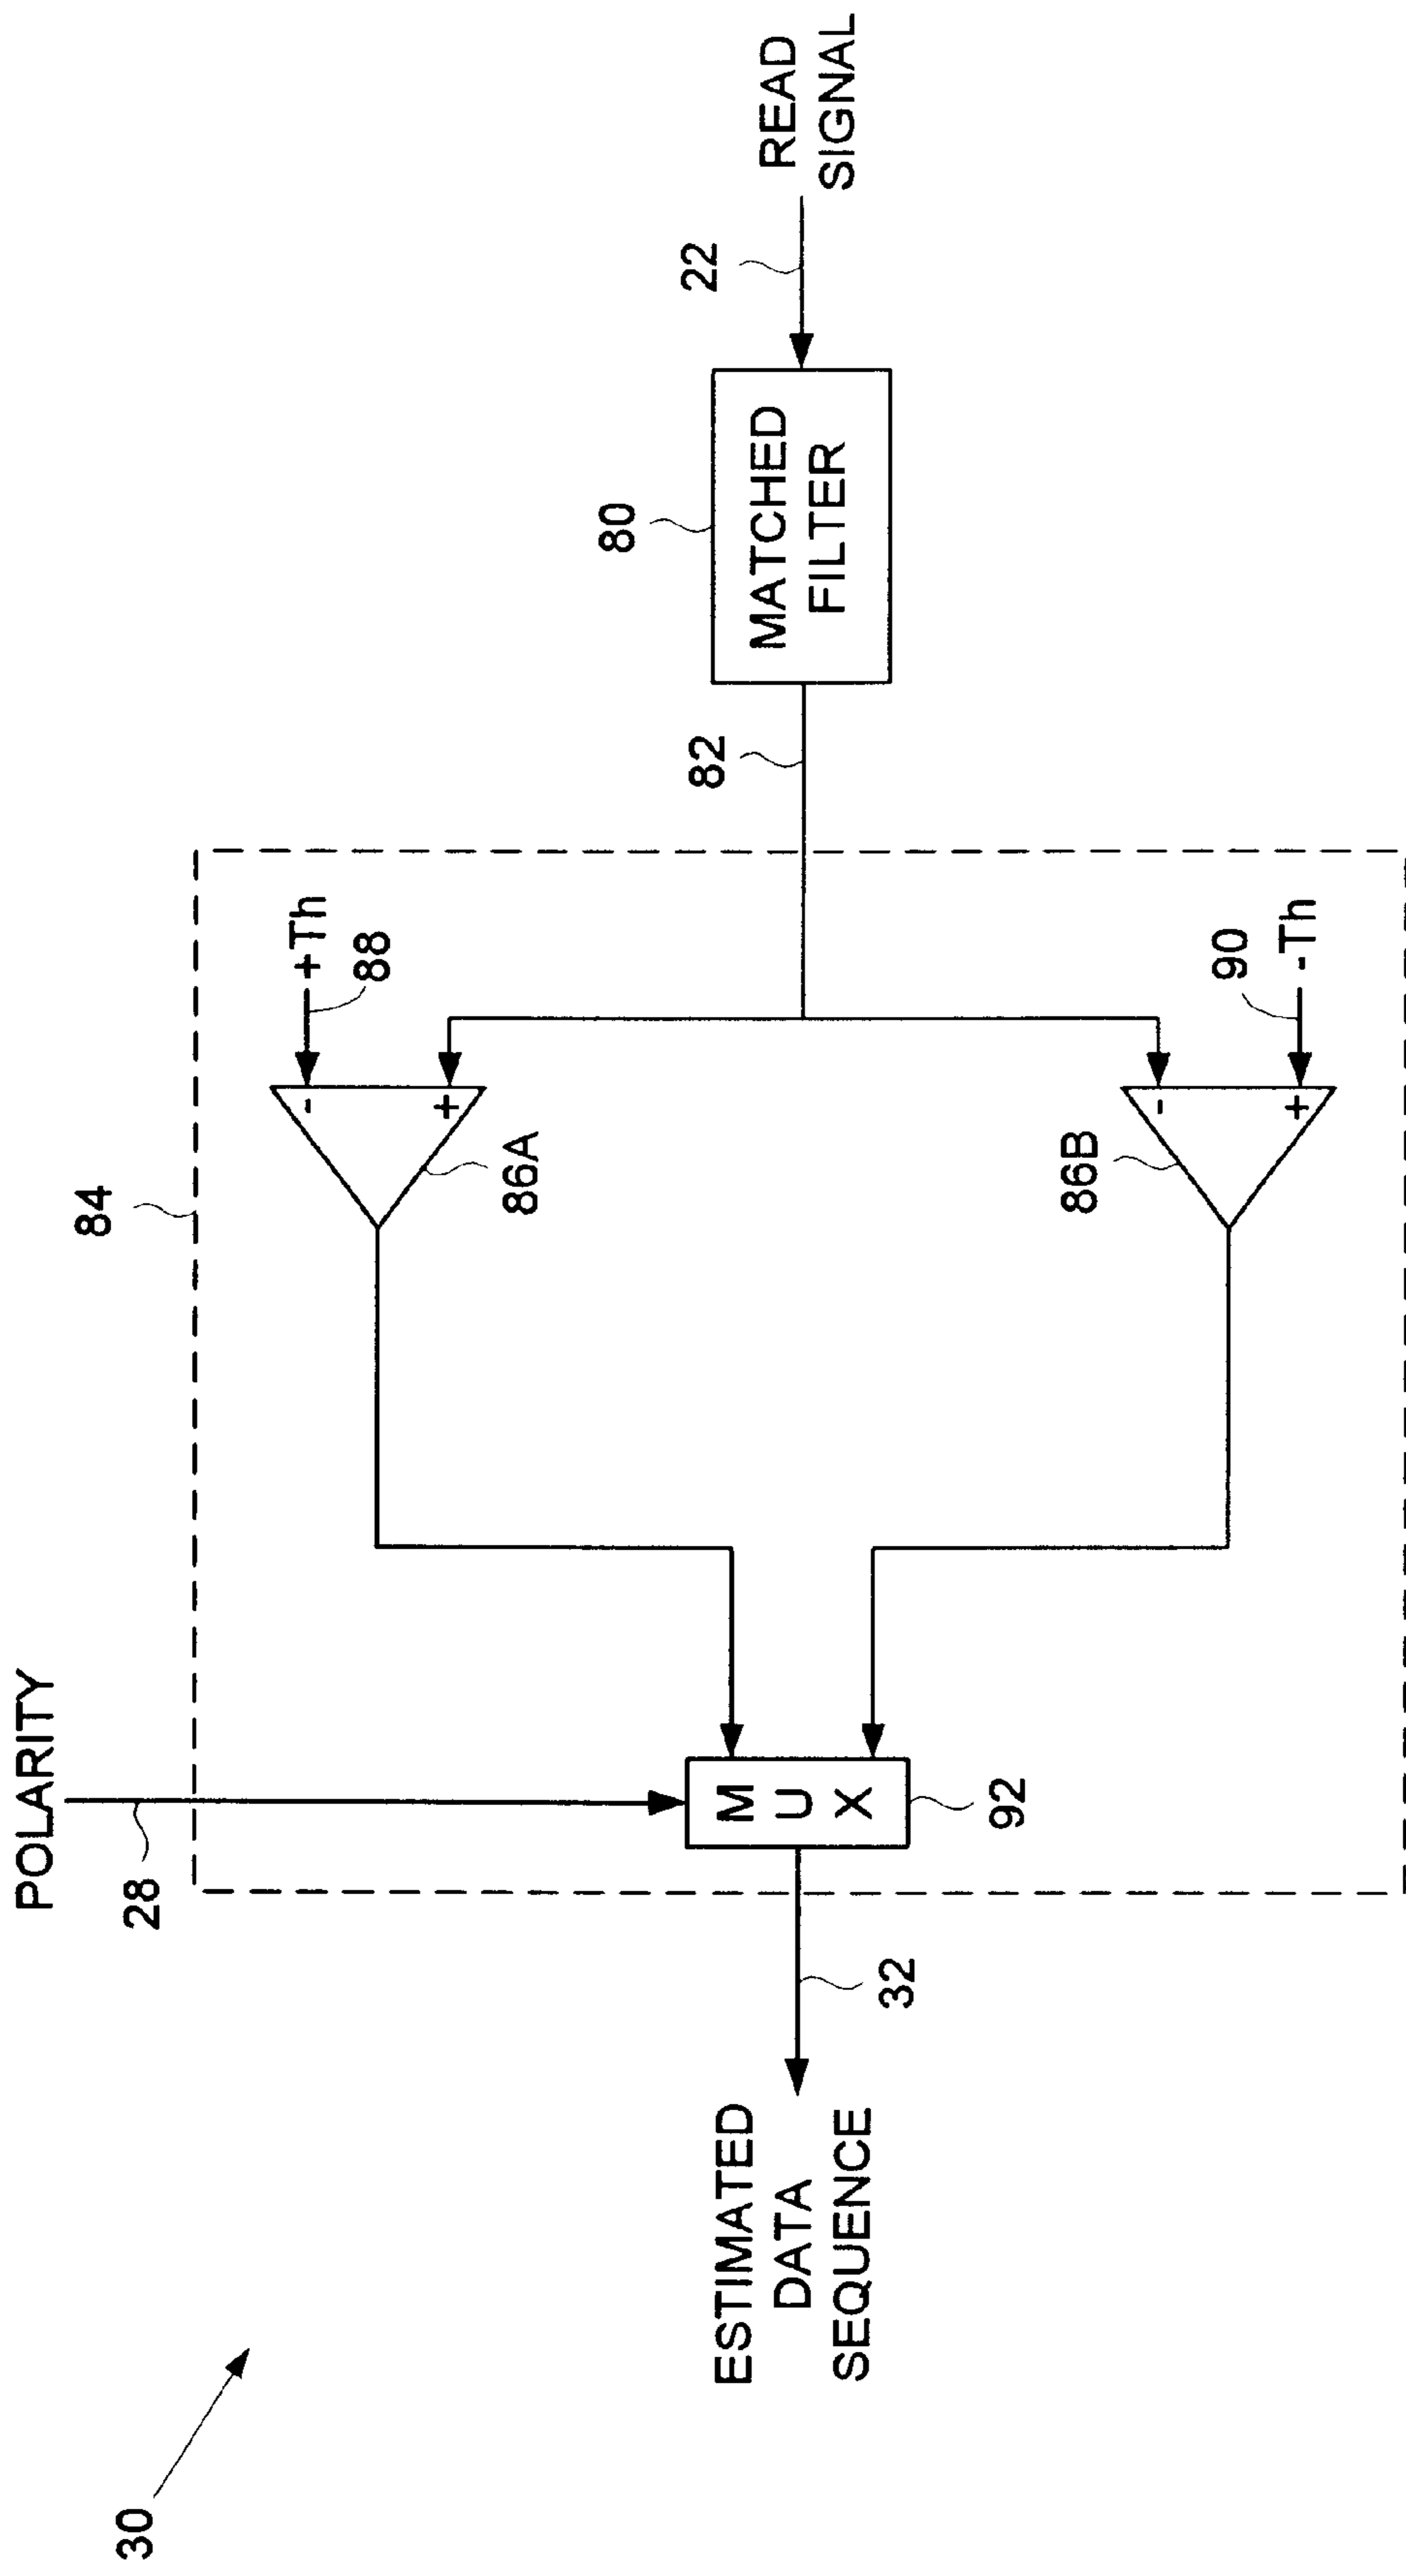 30
POLARITY
28
84
+Th
88
-
+
86A
82
80
MATCHED
FILTER
22
READ
SIGNAL
86B
-
+
90
-Th
M
U
X
92
32
ESTIMATED
DATA
SEQUENCE